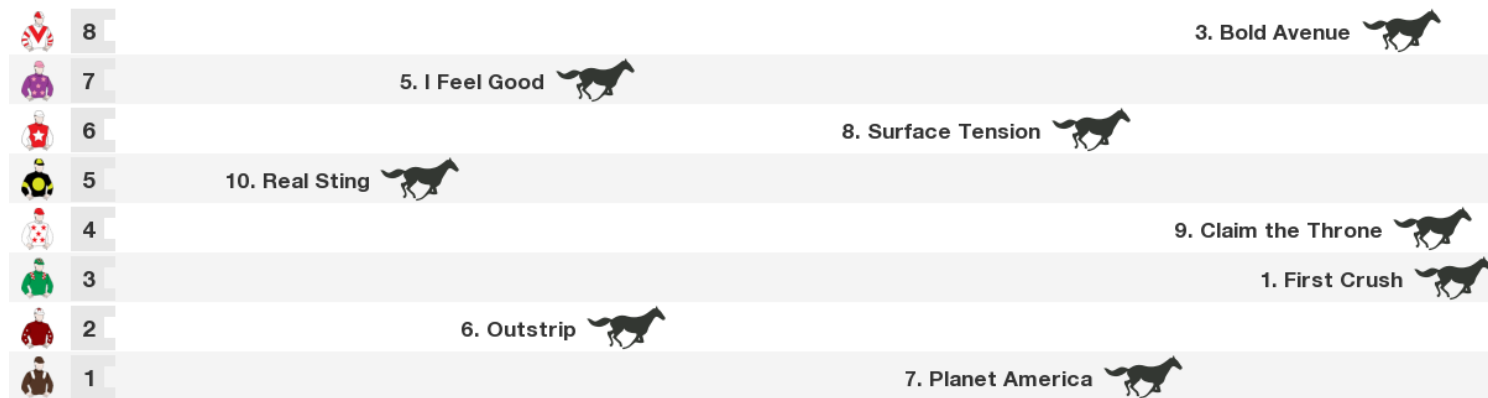 8 3. Bold Avenue
7 5. I Feel Good
6 8. Surface Tension
5 10. Real Sting
4 9. Claim the Throne
3 1. First Crush
2 6. Outstrip
1 7. Planet America